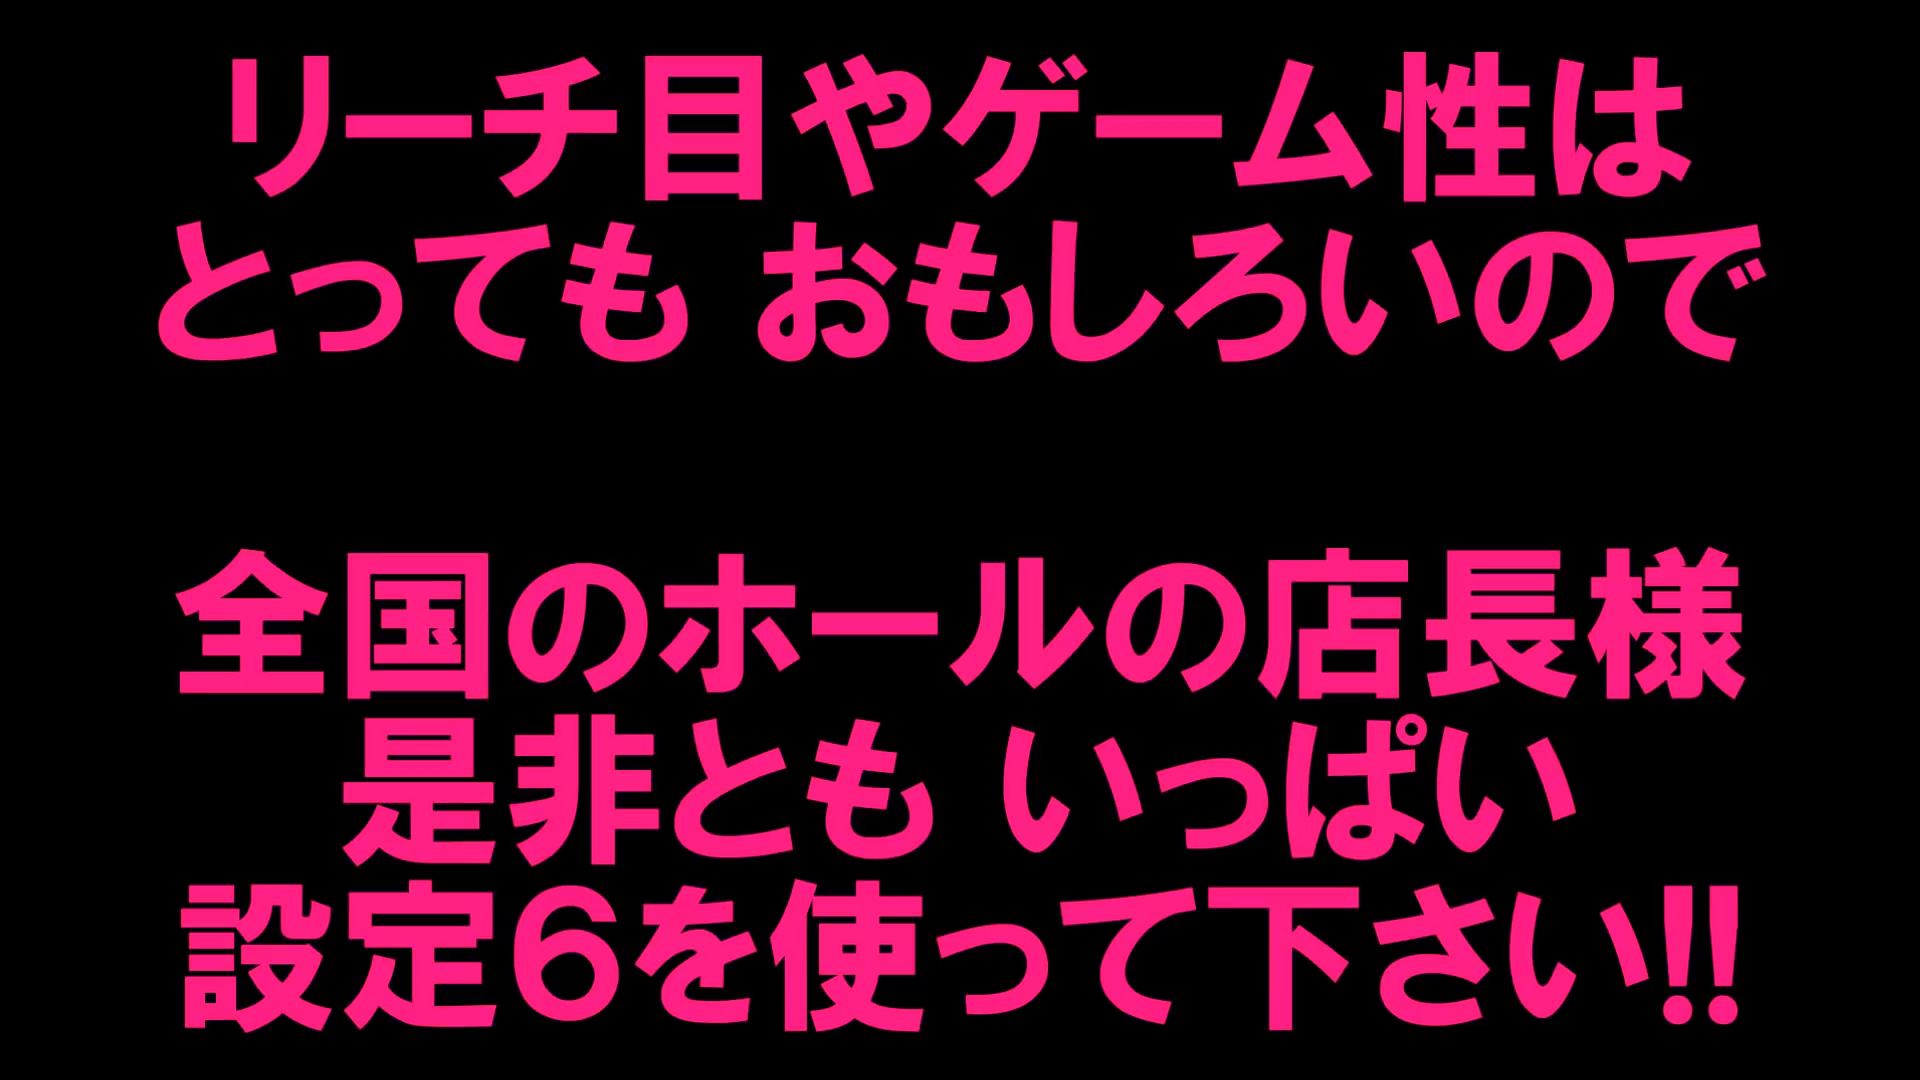 リーチ目やゲーム性は
とっても おもしろいので
全国のホールの店長様
是非とも いっぱい
設定6を使って下さい!!